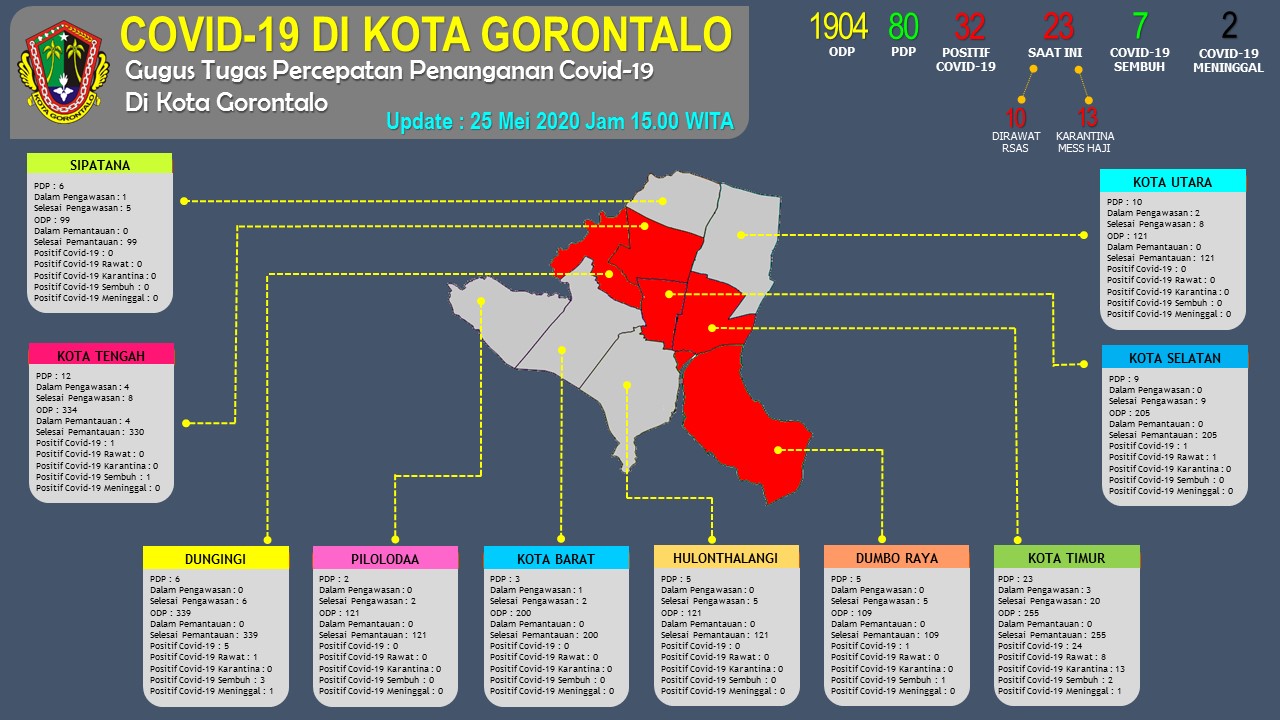 COVID-19 DI KOTA GORONTALO
Gugus Tugas Percepatan Penanganan Covid-19
Di Kota Gorontalo
Update : 25 Mei 2020 Jam 15.00 WITA
KOTA GORONTALO
1904
ODP
80
PDP
32
POSITIF
COVID-19
23
SAAT INI
7
COVID-19
SEMBUH
2
COVID-19
MENINGGAL
10
DIRAWAT
RSAS
13
KARANTINA
MESS HAJI
SIPATANA
PDP : 6
Dalam Pengawasan : 1
Selesai Pengawasan : 5
ODP : 99
Dalam Pemantauan : 0
Selesai Pemantauan : 99
Positif Covid-19 : 0
Positif Covid-19 Rawat : 0
Positif Covid-19 Karantina : 0
Positif Covid-19 Sembuh : 0
Positif Covid-19 Meninggal : 0
KOTA UTARA
PDP : 10
Dalam Pengawasan : 2
Selesai Pengawasan : 8
ODP : 121
Dalam Pemantauan : 0
Selesai Pemantauan : 121
Positif Covid-19 : 0
Positif Covid-19 Rawat : 0
Positif Covid-19 Karantina : 0
Positif Covid-19 Sembuh : 0
Positif Covid-19 Meninggal : 0
KOTA TENGAH
PDP : 12
Dalam Pengawasan : 4
Selesai Pengawasan : 8
ODP : 334
Dalam Pemantauan : 4
Selesai Pemantauan : 330
Positif Covid-19 : 1
Positif Covid-19 Rawat : 0
Positif Covid-19 Karantina : 0
Positif Covid-19 Sembuh : 1
Positif Covid-19 Meninggal : 0
KOTA SELATAN
PDP : 9
Dalam Pengawasan : 0
Selesai Pengawasan : 9
ODP : 205
Dalam Pemantauan : 0
Selesai Pemantauan : 205
Positif Covid-19 : 1
Positif Covid-19 Rawat : 1
Positif Covid-19 Karantina : 0
Positif Covid-19 Sembuh : 0
Positif Covid-19 Meninggal : 0
DUNGINGI
PDP : 6
Dalam Pengawasan : 0
Selesai Pengawasan : 6
ODP : 339
Dalam Pemantauan : 0
Selesai Pemantauan : 339
Positif Covid-19 : 5
Positif Covid-19 Rawat : 1
Positif Covid-19 Karantina : 0
Positif Covid-19 Sembuh : 3
Positif Covid-19 Meninggal : 1
PILOLODAA
PDP : 2
Dalam Pengawasan : 0
Selesai Pengawasan : 2
ODP : 121
Dalam Pemantauan : 0
Selesai Pemantauan : 121
Positif Covid-19 : 0
Positif Covid-19 Rawat : 0
Positif Covid-19 Karantina : 0
Positif Covid-19 Sembuh : 0
Positif Covid-19 Meninggal : 0
KOTA BARAT
PDP : 3
Dalam Pengawasan : 1
Selesai Pengawasan : 2
ODP : 200
Dalam Pemantauan : 0
Selesai Pemantauan : 200
Positif Covid-19 : 0
Positif Covid-19 Rawat : 0
Positif Covid-19 Karantina : 0
Positif Covid-19 Sembuh : 0
Positif Covid-19 Meninggal : 0
HULONTHALANGI
PDP : 5
Dalam Pengawasan : 0
Selesai Pengawasan : 5
ODP : 121
Dalam Pemantauan : 0
Selesai Pemantauan : 121
Positif Covid-19 : 0
Positif Covid-19 Rawat : 0
Positif Covid-19 Karantina : 0
Positif Covid-19 Sembuh : 0
Positif Covid-19 Meninggal : 0
DUMBO RAYA
PDP : 5
Dalam Pengawasan : 0
Selesai Pengawasan : 5
ODP : 109
Dalam Pemantauan : 0
Selesai Pemantauan : 109
Positif Covid-19 : 1
Positif Covid-19 Rawat : 0
Positif Covid-19 Karantina : 0
Positif Covid-19 Sembuh : 1
Positif Covid-19 Meninggal : 0
KOTA TIMUR
PDP : 23
Dalam Pengawasan : 3
Selesai Pengawasan : 20
ODP : 255
Dalam Pemantauan : 0
Selesai Pemantauan : 255
Positif Covid-19 : 24
Positif Covid-19 Rawat : 8
Positif Covid-19 Karantina : 13
Positif Covid-19 Sembuh : 2
Positif Covid-19 Meninggal : 1